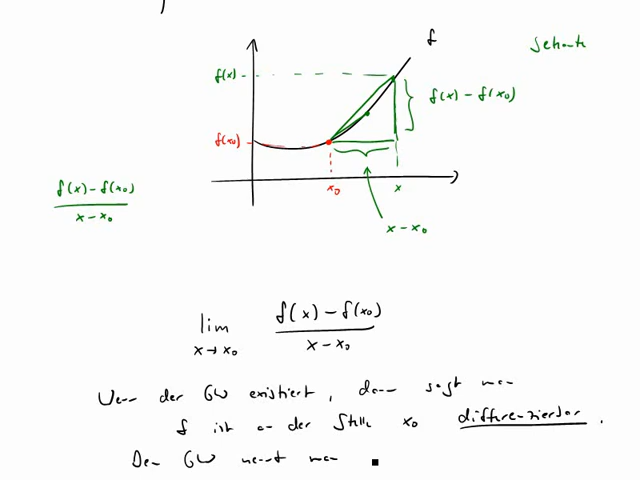 f
Sekante
f(x)
f(x) - f(x₀)
f(x₀)
x₀
x
f(x) - f(x₀)
x - x₀
x - x₀
lim
x → x₀
f(x) - f(x₀)
x - x₀
Wenn der GW existiert, dann sagt man
f ist an der Stelle x₀ differenzierbar.
Den GW nennt man